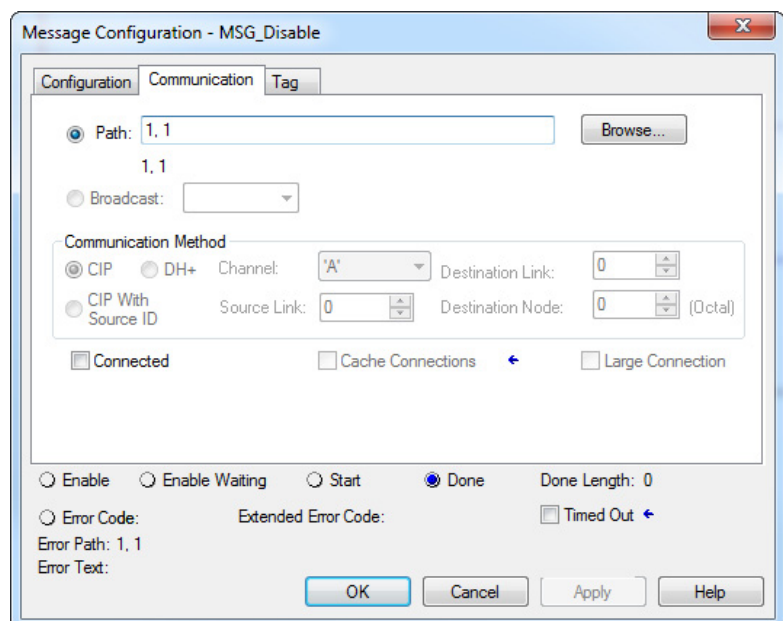 Message Configuration - MSG_Disable
X
Configuration Communication Tag
Path: 1, 1 Browse...
1, 1
Broadcast:
Communication Method
CIP DH+ Channel: 'A' Destination Link: 0
CIP With Source ID Source Link: 0 Destination Node: 0 (Octal)
Connected Cache Connections ← Large Connection
Enable Enable Waiting Start Done Done Length: 0
Error Code: Extended Error Code: Timed Out ←
Error Path: 1, 1
Error Text:
OK Cancel Apply Help